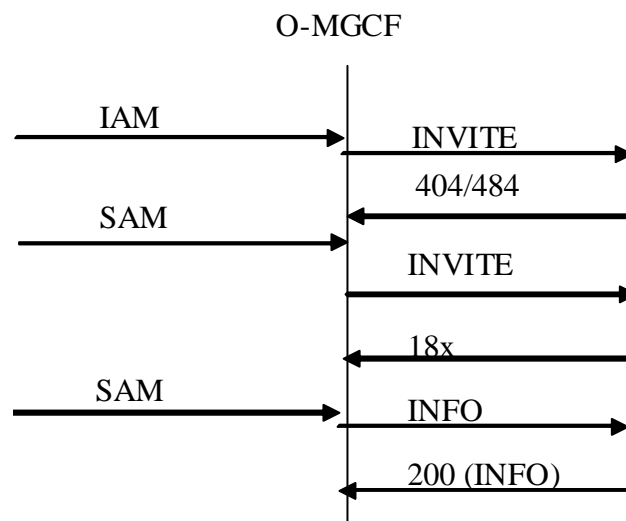 O-MGCF
IAM
INVITE
404/484
SAM
INVITE
18x
SAM
INFO
200 (INFO)